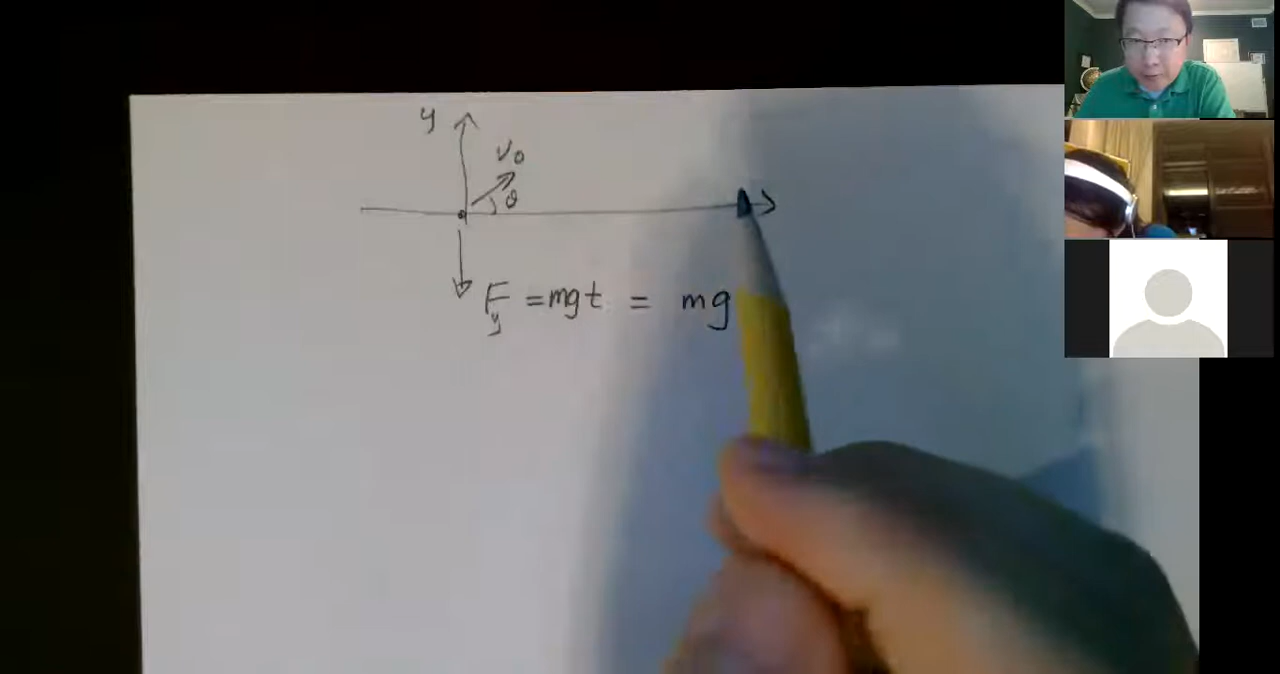 y
v₀
θ
F_y = mgt = mg